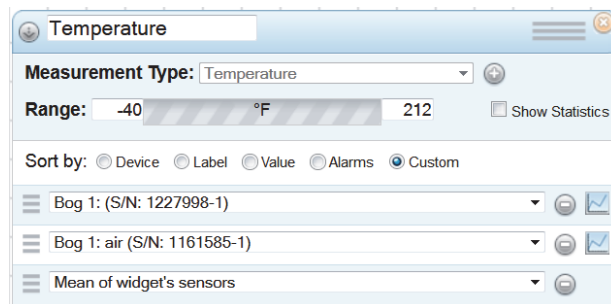 Temperature
Measurement Type: Temperature
Range: -40 °F 212 Show Statistics
Sort by: Device Label Value Alarms Custom
Bog 1: (S/N: 1227998-1)
Bog 1: air (S/N: 1161585-1)
Mean of widget's sensors